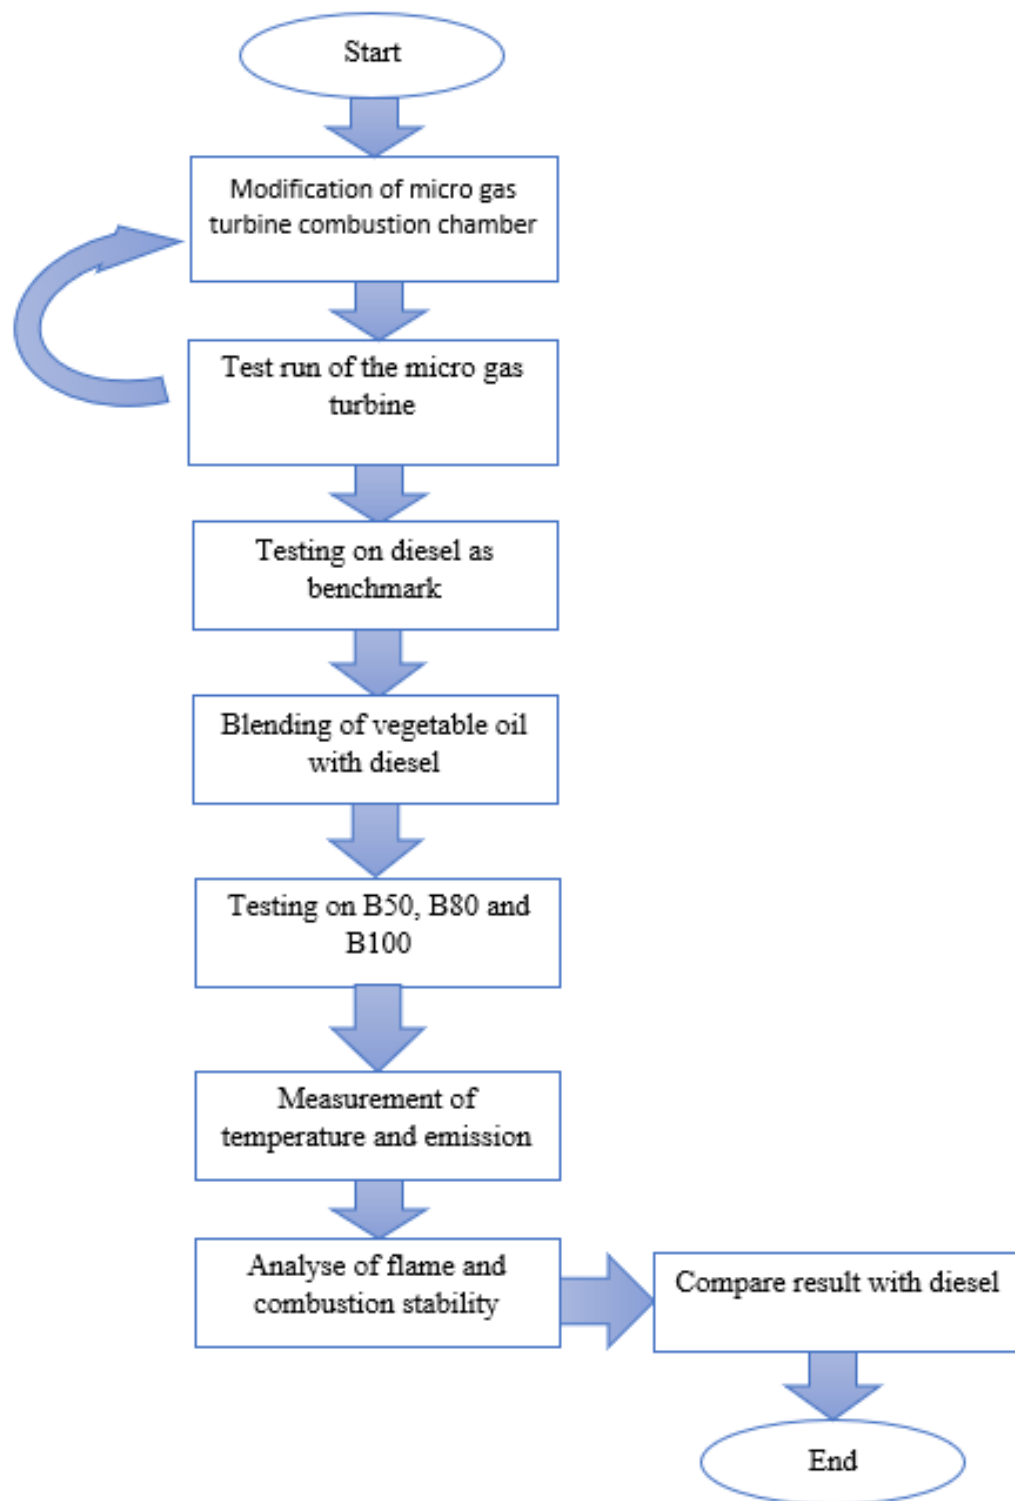 Start
Modification of micro gas
turbine combustion chamber
Test run of the micro gas
turbine
Testing on diesel as
benchmark
Blending of vegetable oil
with diesel
Testing on B50, B80 and
B100
Measurement of
temperature and emission
Analyse of flame and
combustion stability
Compare result with diesel
End